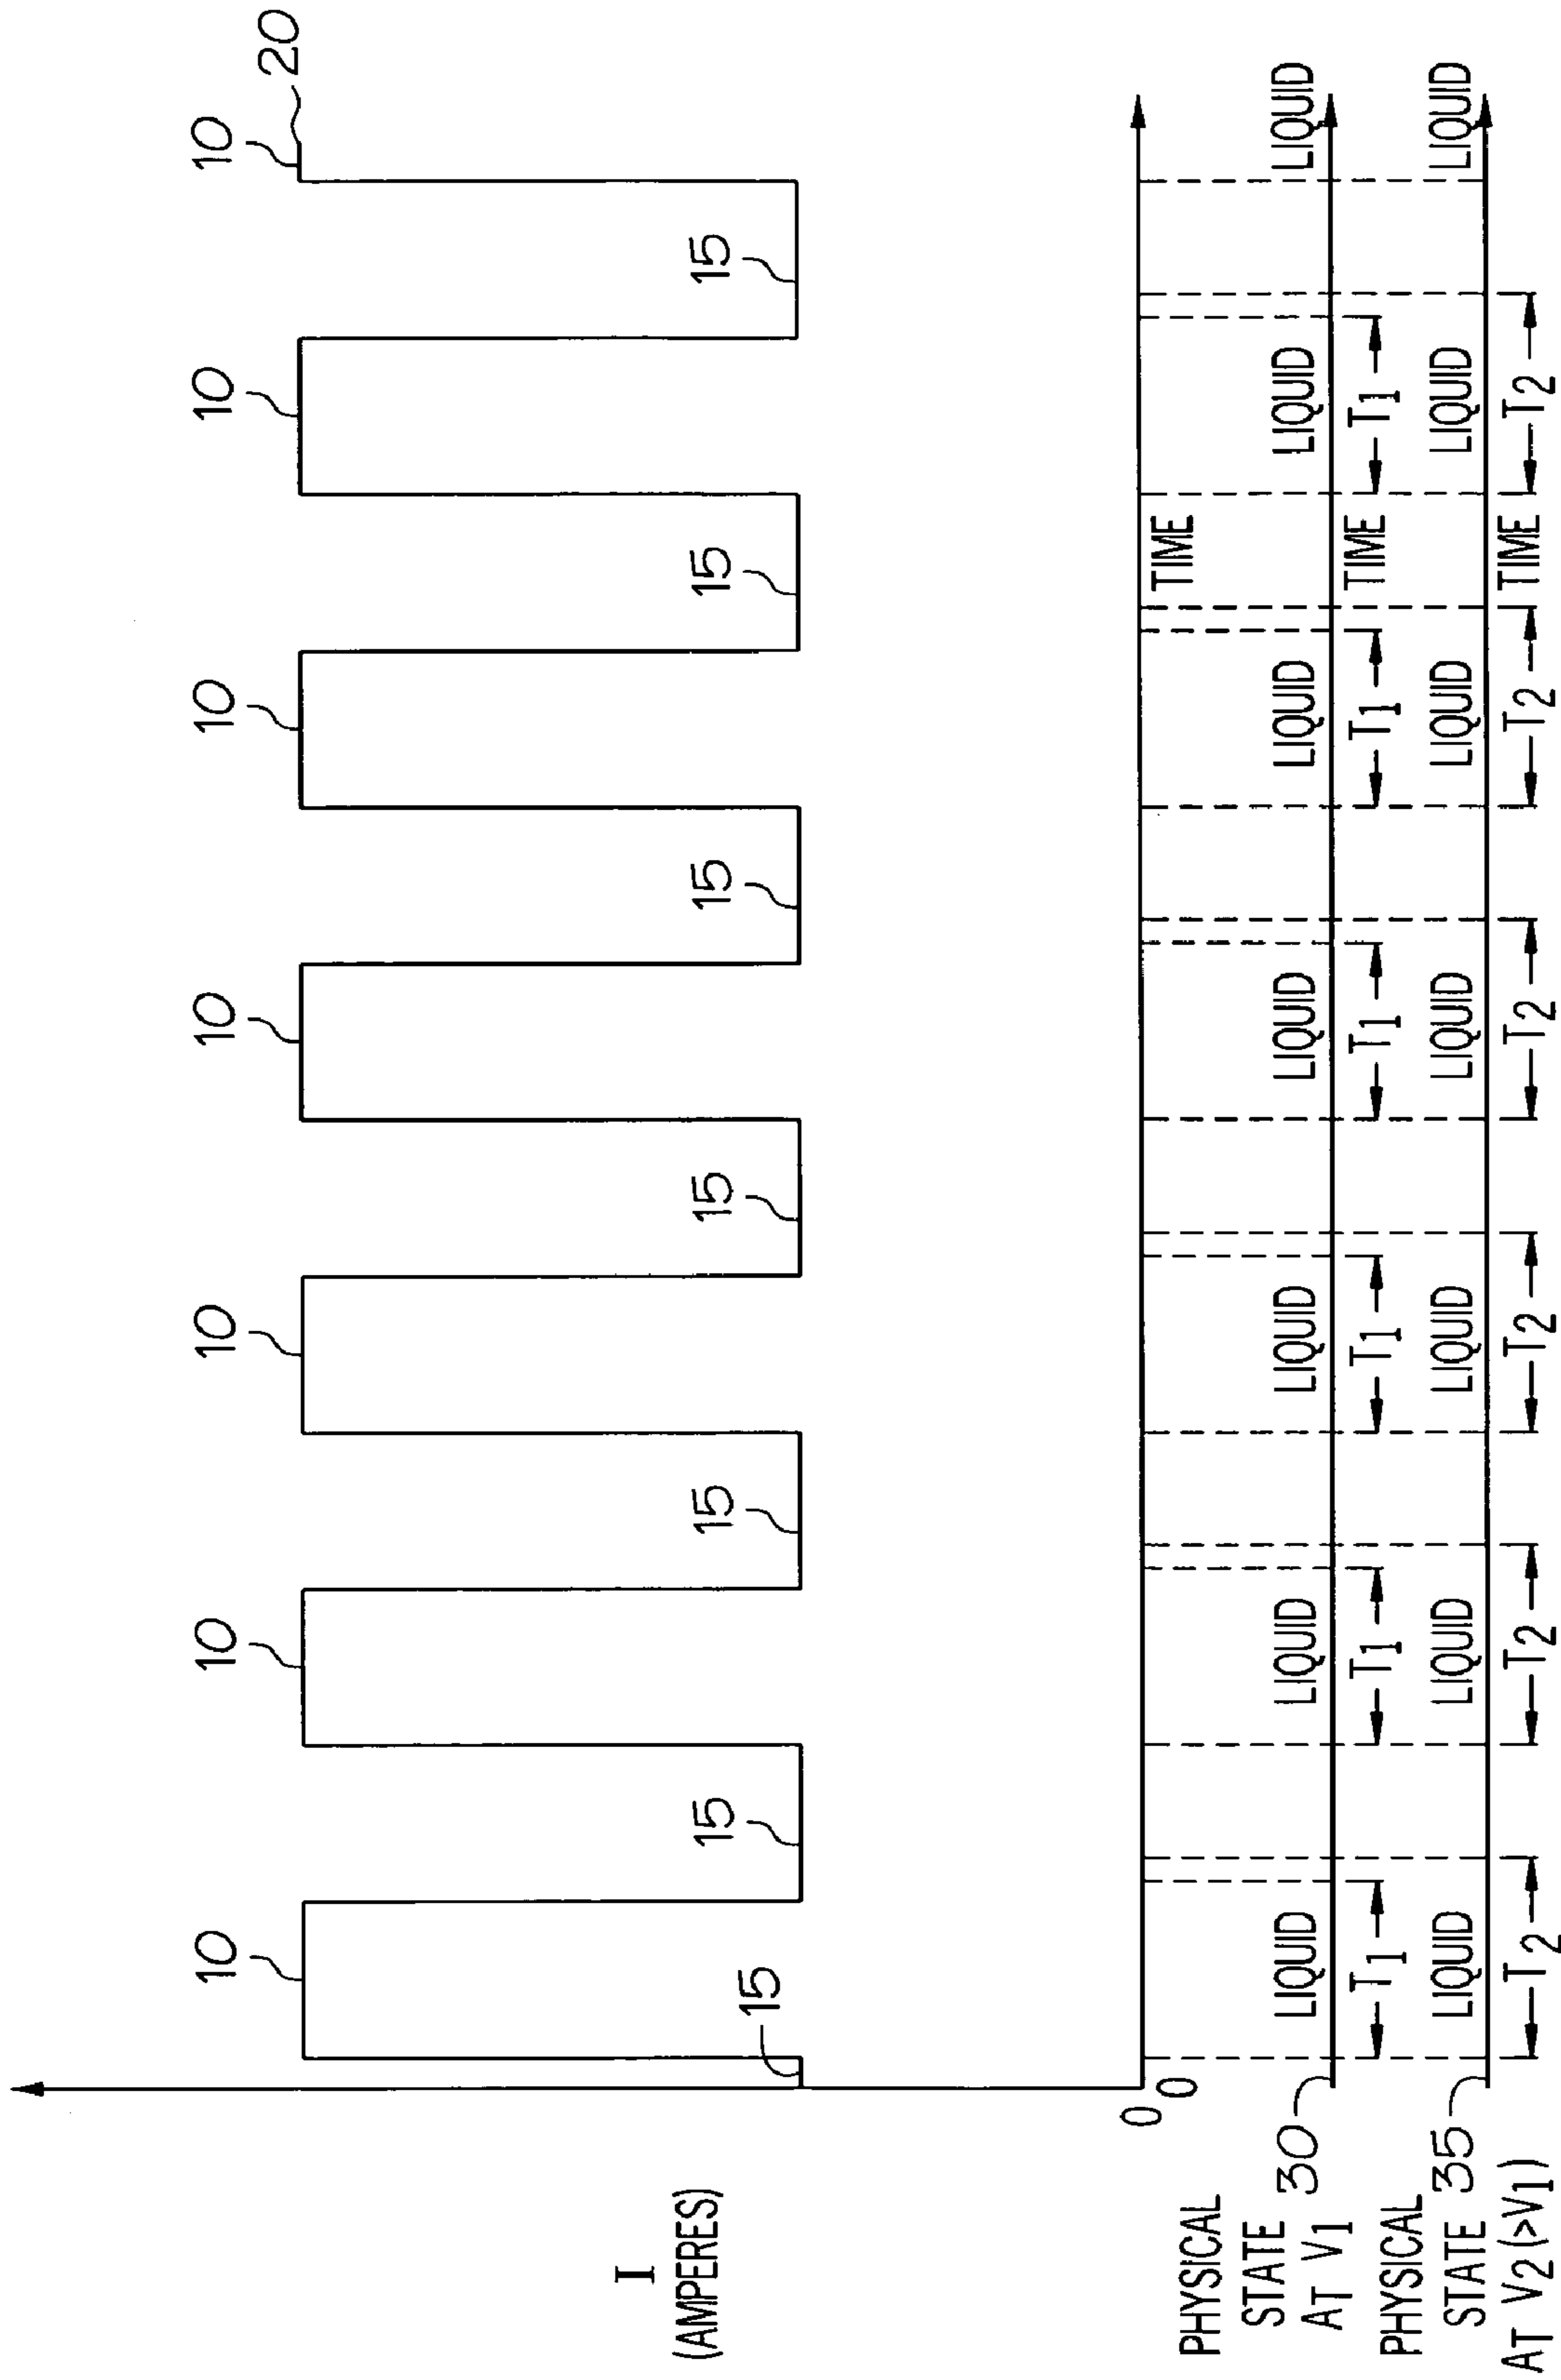 10 10 10 10 10 10 10 20
I
(AMPERES)
15 15 15 15 15 15 15
0
0
TIME
PHYSICAL
STATE
AT V1
30
LIQUID LIQUID LIQUID LIQUID LIQUID LIQUID LIQUID
T1 T1 T1 T1 T1 T1
TIME
PHYSICAL
STATE
AT V2(>V1)
35
LIQUID LIQUID LIQUID LIQUID LIQUID LIQUID LIQUID
T2 T2 T2 T2 T2 T2
TIME